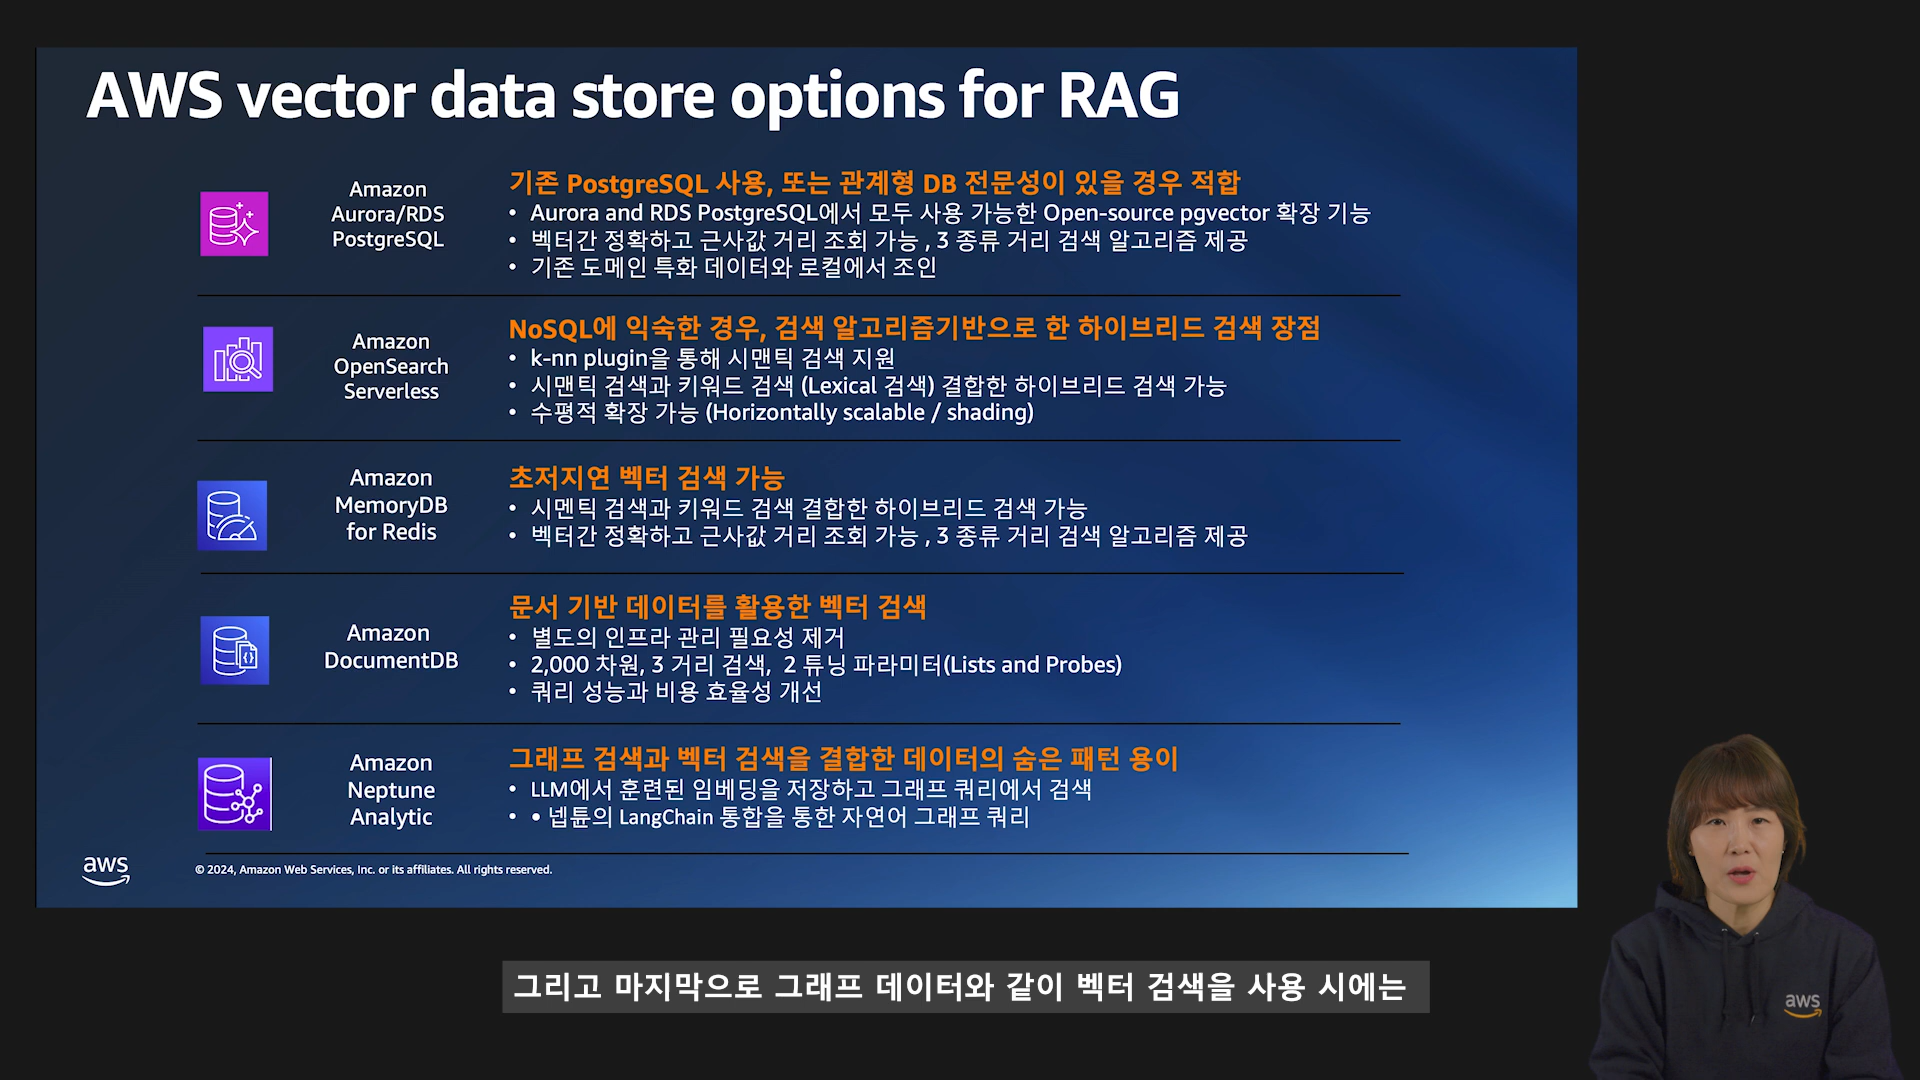 AWS vector data store options for RAG
Amazon
Aurora/RDS
PostgreSQL
기존 PostgreSQL 사용, 또는 관계형 DB 전문성이 있을 경우 적합
• Aurora and RDS PostgreSQL에서 모두 사용 가능한 Open-source pgvector 확장 기능
• 벡터간 정확하고 근사값 거리 조회 가능 , 3 종류 거리 검색 알고리즘 제공
• 기존 도메인 특화 데이터와 로컬에서 조인
Amazon
OpenSearch
Serverless
NoSQL에 익숙한 경우, 검색 알고리즘기반으로 한 하이브리드 검색 장점
• k-nn plugin을 통해 시맨틱 검색 지원
• 시맨틱 검색과 키워드 검색 (Lexical 검색) 결합한 하이브리드 검색 가능
• 수평적 확장 가능 (Horizontally scalable / shading)
Amazon
MemoryDB
for Redis
초저지연 벡터 검색 가능
• 시멘틱 검색과 키워드 검색 결합한 하이브리드 검색 가능
• 벡터간 정확하고 근사값 거리 조회 가능 , 3 종류 거리 검색 알고리즘 제공
Amazon
DocumentDB
문서 기반 데이터를 활용한 벡터 검색
• 별도의 인프라 관리 필요성 제거
• 2,000 차원, 3 거리 검색, 2 튜닝 파라미터(Lists and Probes)
• 쿼리 성능과 비용 효율성 개선
Amazon
Neptune
Analytic
그래프 검색과 벡터 검색을 결합한 데이터의 숨은 패턴 용이
• LLM에서 훈련된 임베딩을 저장하고 그래프 쿼리에서 검색
• • 넵튠의 LangChain 통합을 통한 자연어 그래프 쿼리
aws
© 2024, Amazon Web Services, Inc. or its affiliates. All rights reserved.
그리고 마지막으로 그래프 데이터와 같이 벡터 검색을 사용 시에는
aws